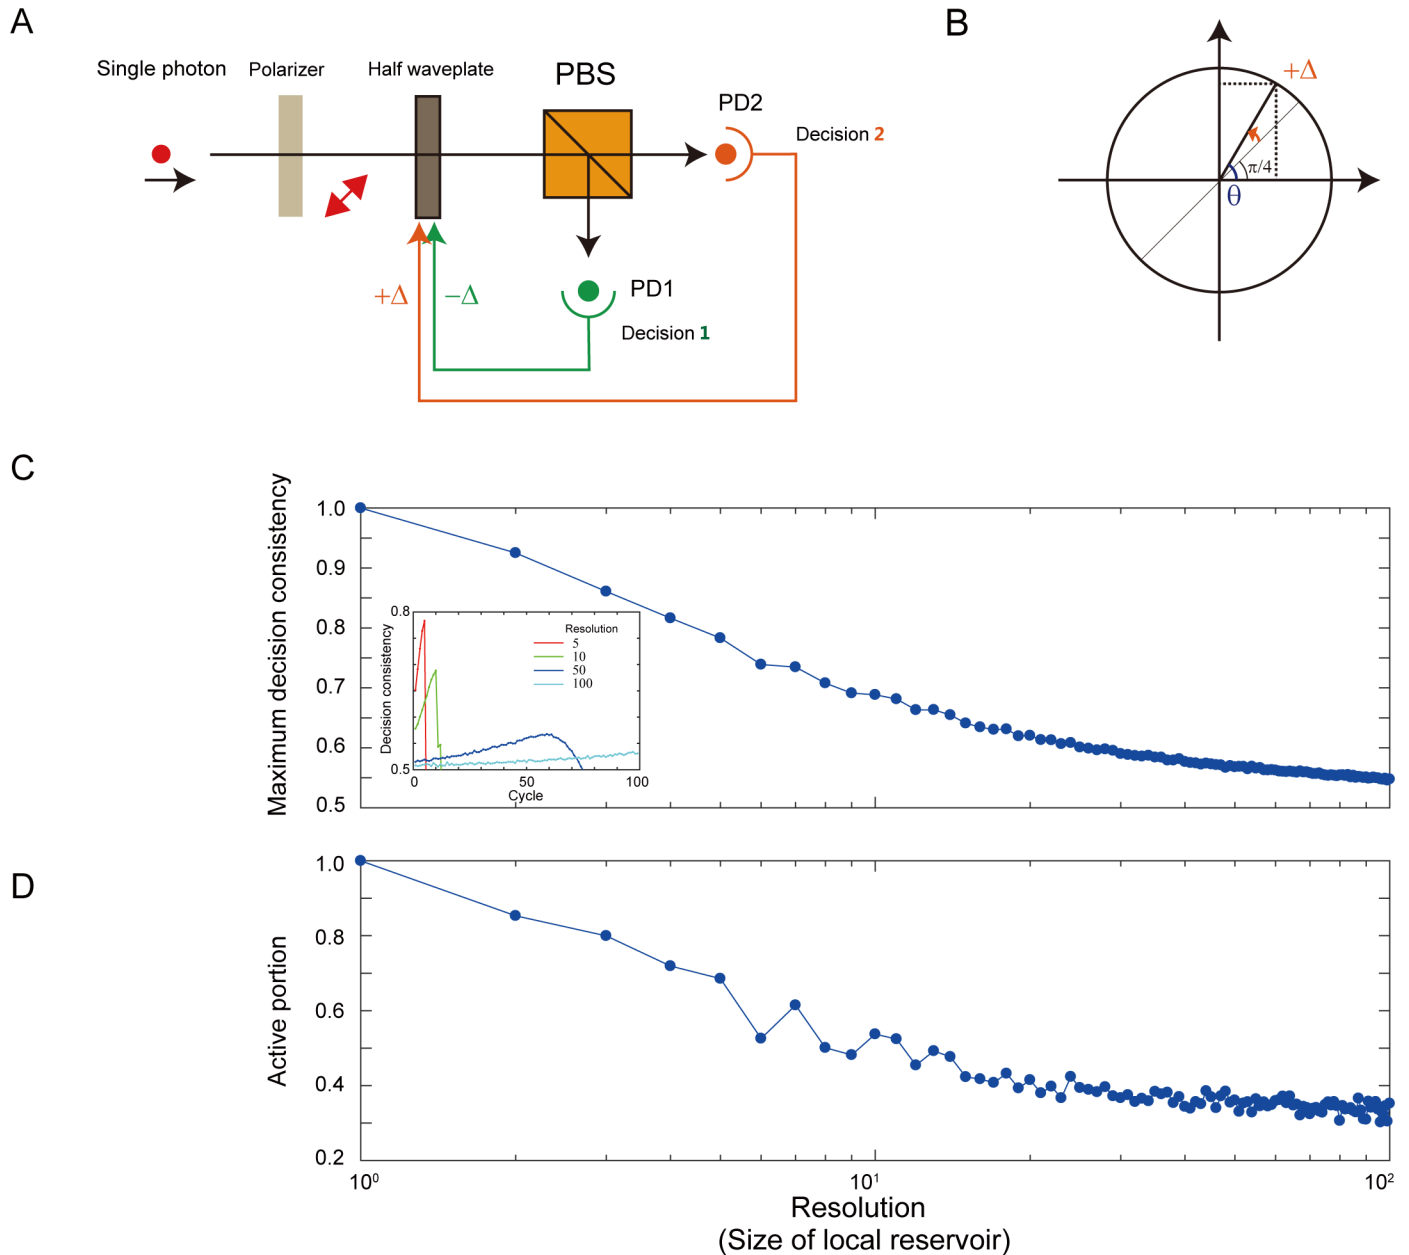 A
B
Single photon
Polarizer
Half waveplate
PBS
PD2
Decision 2
+Δ
−Δ
PD1
Decision 1
+Δ
π/4
θ
C
Maximum decision consistency
1.0
0.9
0.8
0.7
0.6
0.5
Decision consistency
0.8
0.5
Resolution
5
10
50
100
0
50
100
Cycle
D
Active portion
1.0
0.8
0.6
0.4
0.2
10⁰
10¹
10²
Resolution
(Size of local reservoir)